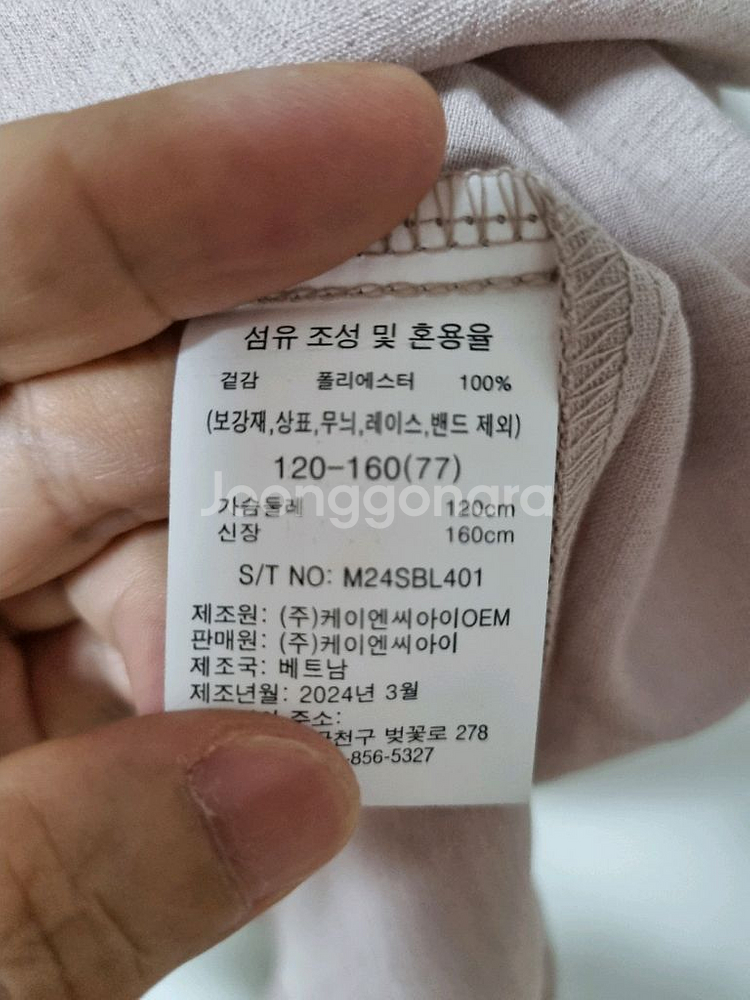 섬유 조성 및 혼용율
겉감 폴리에스터 100%
(보강재,상표,무늬,레이스,밴드 제외)
120-160(77)
Joonggonara
가슴둘레 120cm
신장 160cm
S/T NO: M24SBL401
제조원: (주)케이엔씨아이OEM
판매원: (주)케이엔씨아이
제조국: 베트남
제조년월: 2024년 3월
주소:
벚꽃로 278
-856-5327